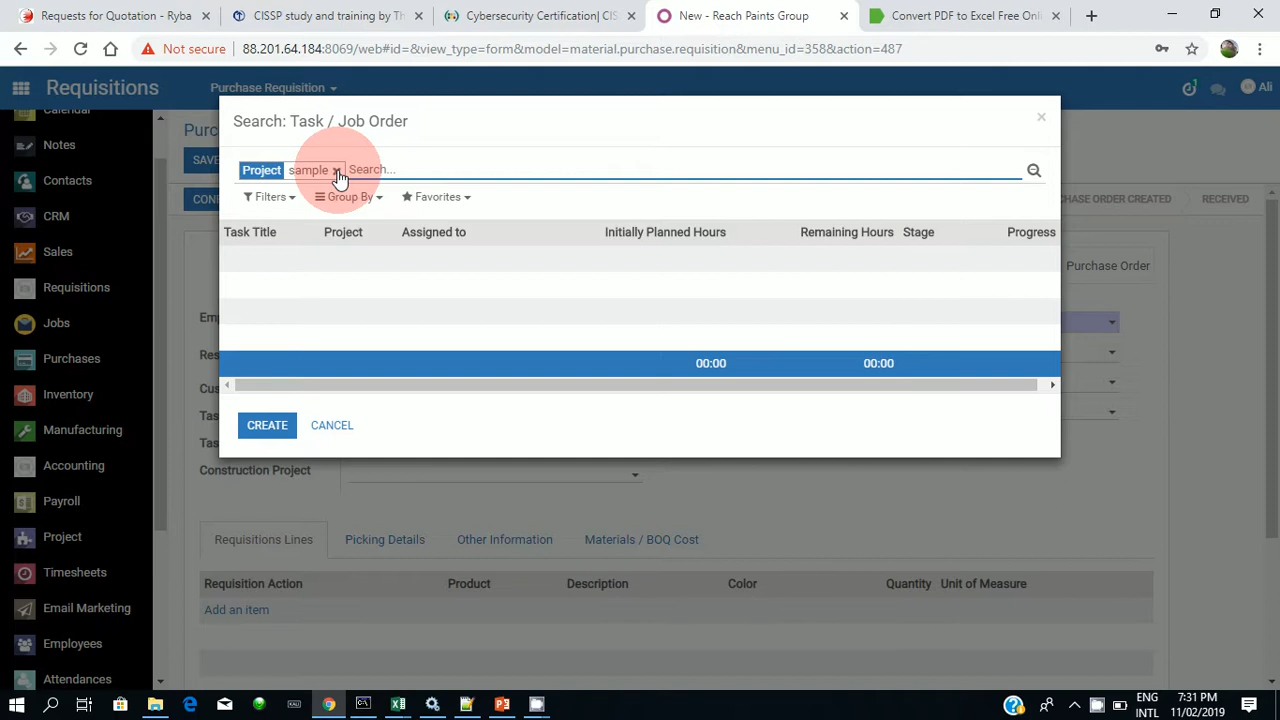 Requests for Quotation - Ryba
CISSP study and training by Th
Cybersecurity Certification| CIS
New - Reach Paints Group
Convert PDF to Excel Free Onl
Not secure 88.201.64.184:8069/web#id=&view_type=form&model=material.purchase.requisition&menu_id=358&action=487
Requisitions Purchase Requisition Ali
Calendar
Notes
Contacts
CRM
Sales
Requisitions
Jobs
Purchases
Inventory
Manufacturing
Accounting
Payroll
Project
Timesheets
Email Marketing
Employees
Attendances
Purc
SAVE
CONF
CHASE ORDER CREATED RECEIVED
Purchase Order
Search: Task / Job Order ×
Project sample × Search...
Filters Group By Favorites
Task Title Project Assigned to Initially Planned Hours Remaining Hours Stage Progress
00:00 00:00
CREATE CANCEL
Emp
Res
Cus
Tas
Tas
Construction Project
Requisitions Lines Picking Details Other Information Materials / BOQ Cost
Requisition Action Product Description Color Quantity Unit of Measure
Add an item
KALI
ENG
INTL
7:31 PM
11/02/2019